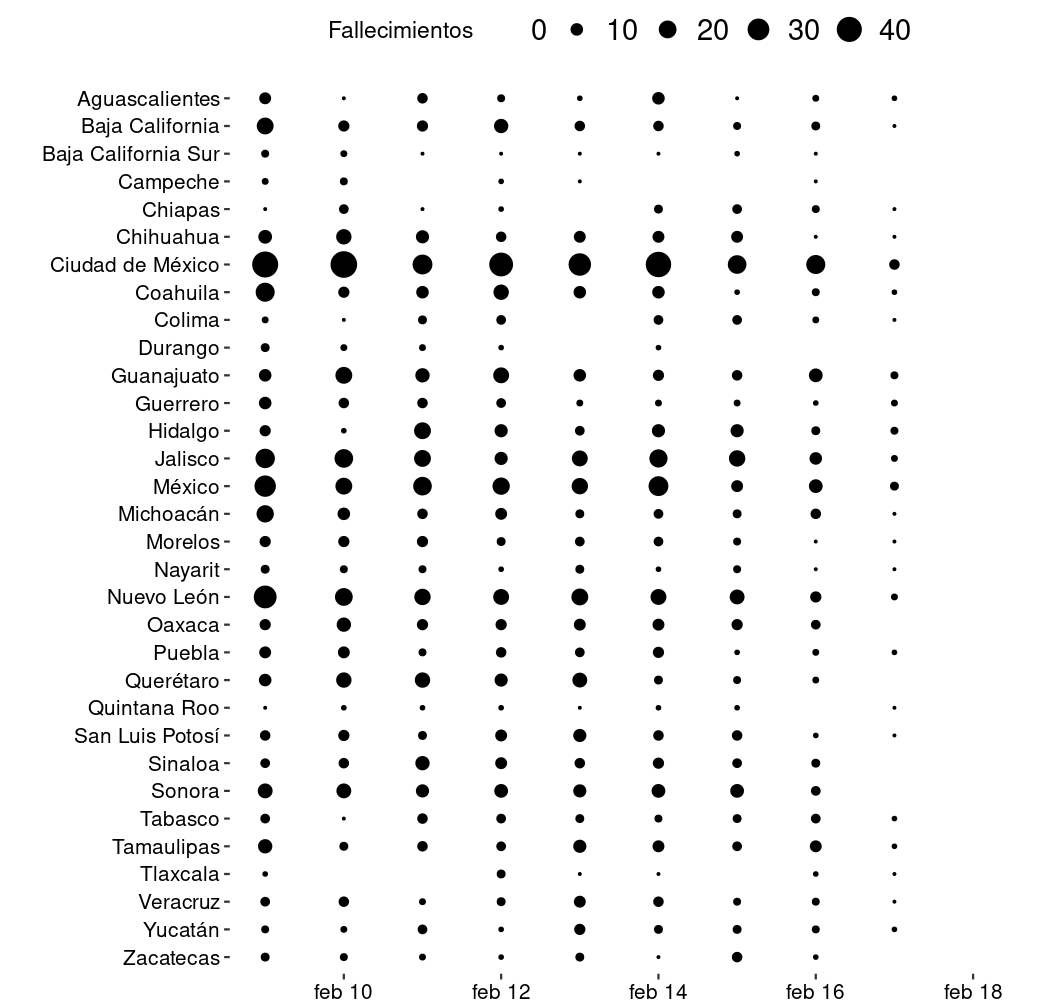 Fallecimientos 0 10 20 30 40
Aguascalientes
Baja California
Baja California Sur
Campeche
Chiapas
Chihuahua
Ciudad de México
Coahuila
Colima
Durango
Guanajuato
Guerrero
Hidalgo
Jalisco
México
Michoacán
Morelos
Nayarit
Nuevo León
Oaxaca
Puebla
Querétaro
Quintana Roo
San Luis Potosí
Sinaloa
Sonora
Tabasco
Tamaulipas
Tlaxcala
Veracruz
Yucatán
Zacatecas
feb 10 feb 12 feb 14 feb 16 feb 18